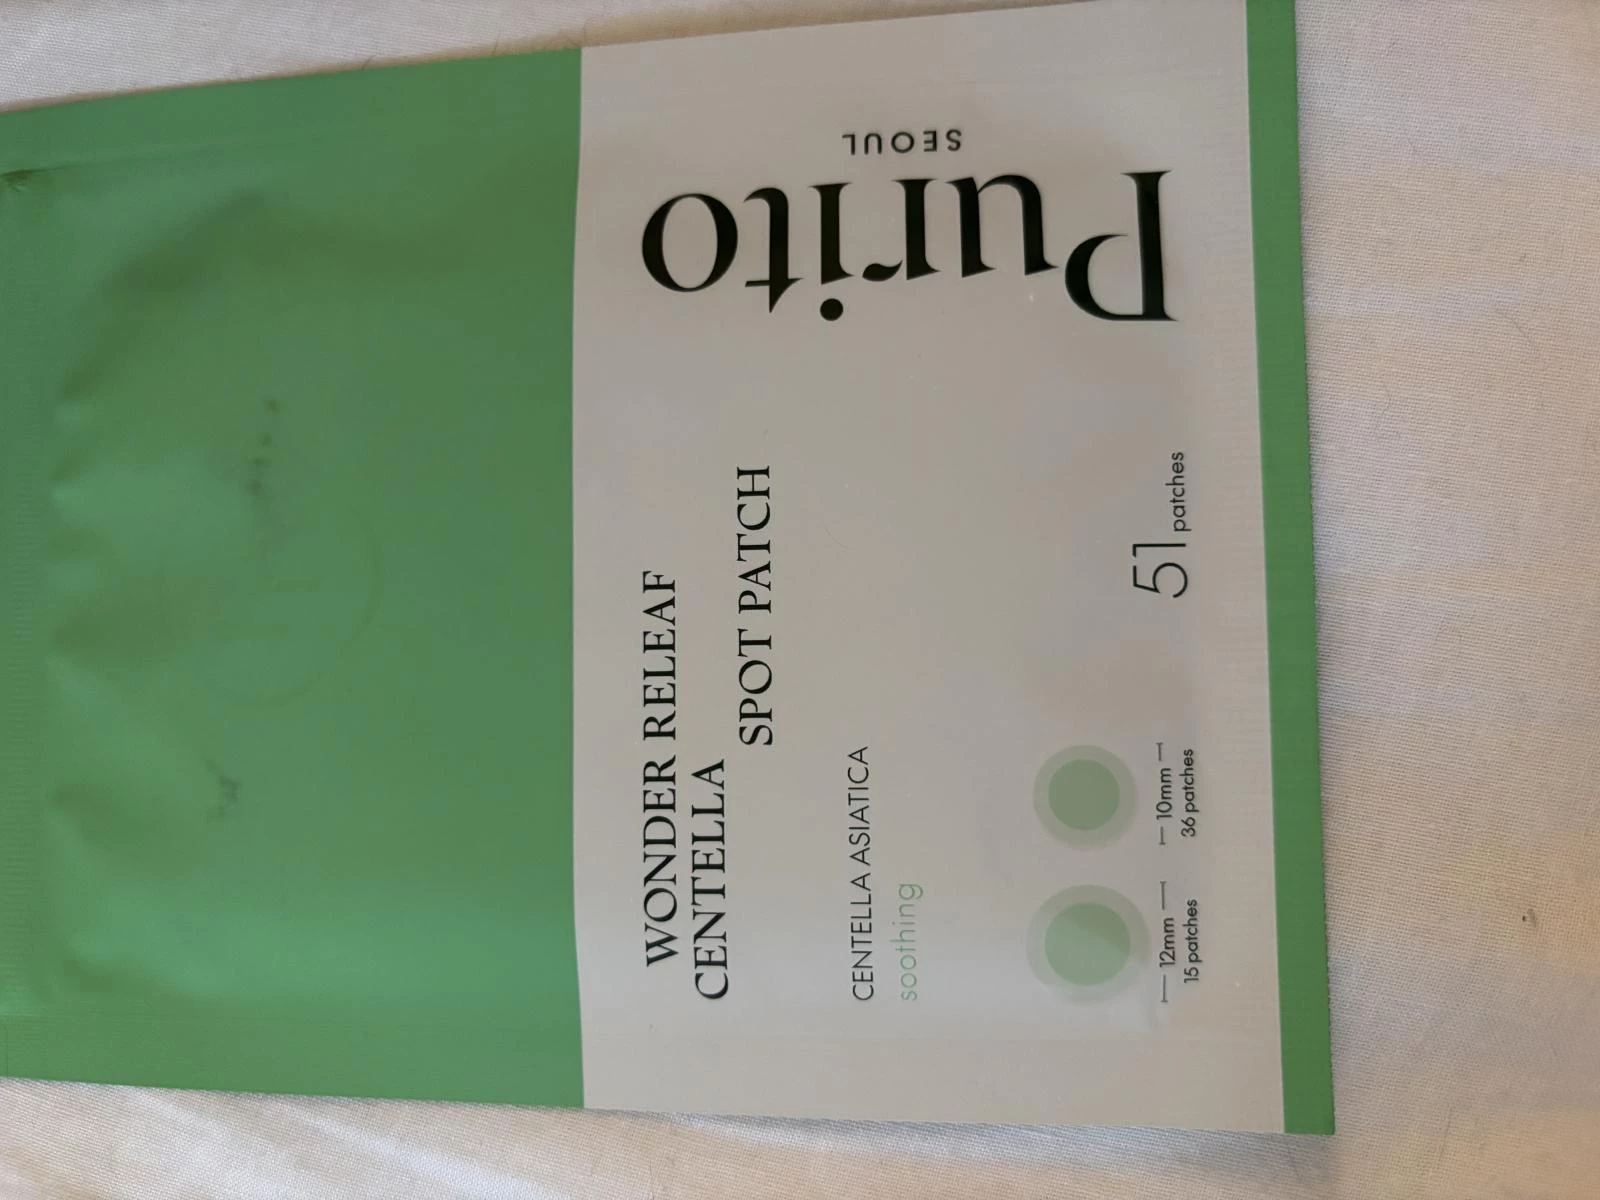 WONDER RELEAF
CENTELLA
SPOT PATCH
CENTELLA ASIATICA
soothing
12mm
15 patches
10mm
36 patches
51 patches
Purito
SEOUL